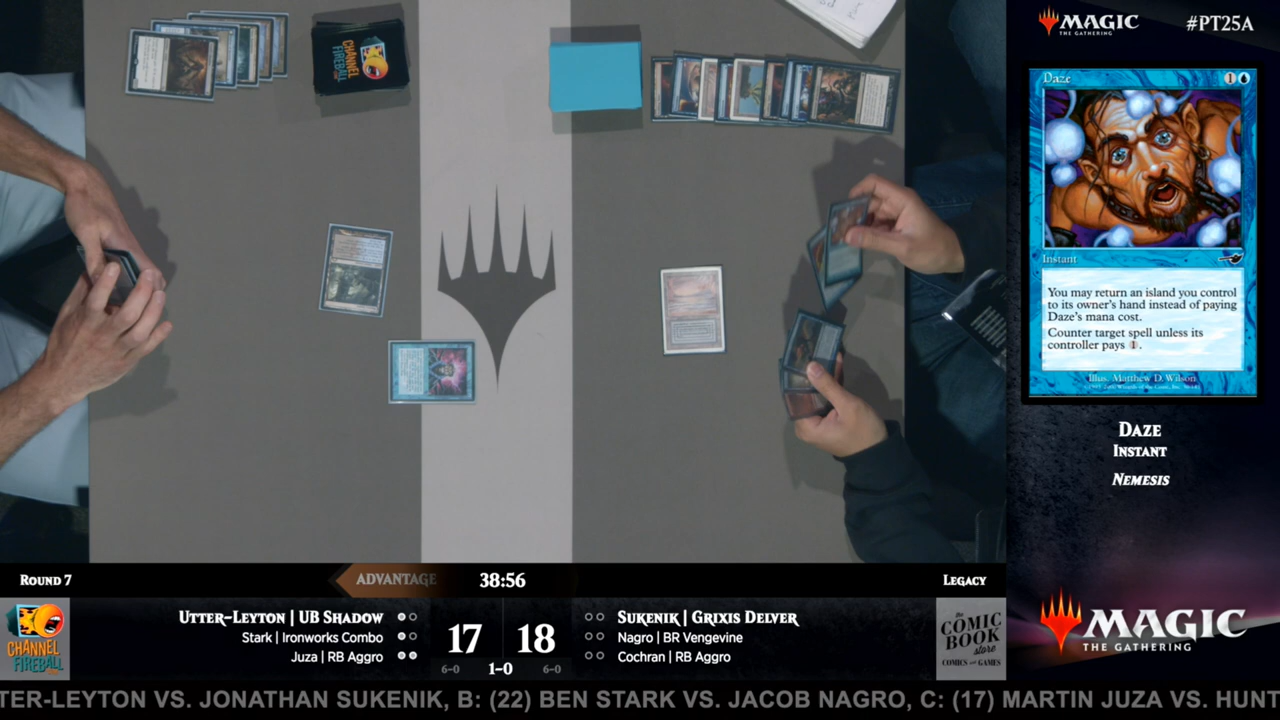 CHANNEL FIREBALL
MAGIC
THE GATHERING
#PT25A
Daze 1
Instant
You may return an island you control
to its owner's hand instead of paying
Daze's mana cost.
Counter target spell unless its
controller pays 1.
Illus. Matthew D. Wilson
DAZE
INSTANT
NEMESIS
ROUND 7
ADVANTAGE
38:56
LEGACY
CHANNEL
FIREBALL
UTTER-LEYTON | UB SHADOW
Stark | Ironworks Combo
Juza | RB Aggro
17
18
6-0
1-0
6-0
SUKENIK | GRIXIS DELVER
Nagro | BR Vengevine
Cochran | RB Aggro
the
COMIC
BOOK
store
COMICS and GAMES
MAGIC
THE GATHERING
TER-LEYTON VS. JONATHAN SUKENIK, B: (22) BEN STARK VS. JACOB NAGRO, C: (17) MARTIN JUZA VS. HUNT